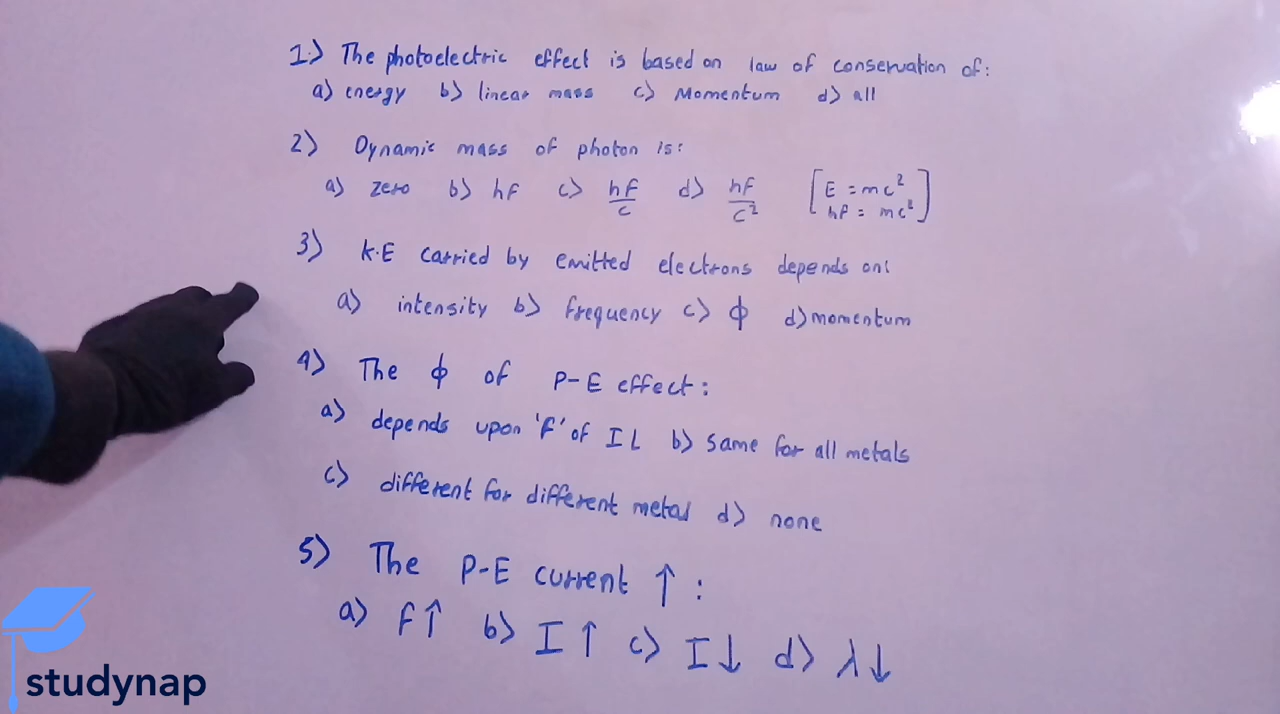 1.) The photoelectric effect is based on law of conservation of:
a) energy b) linear mass c) Momentum d) all
2) Dynamic mass of photon is:
a) zero b) hf c) hf/c d) hf/c² [E = mc²
hf = mc²]
3) K.E carried by emitted electrons depends on:
a) intensity b) frequency c) ϕ d) momentum
4) The ϕ of P-E effect:
a) depends upon 'f' of IL b) same for all metals
c) different for different metal d) none
5) The P-E current ↑ :
a) f↑ b) I↑ c) I↓ d) λ↓
studynap